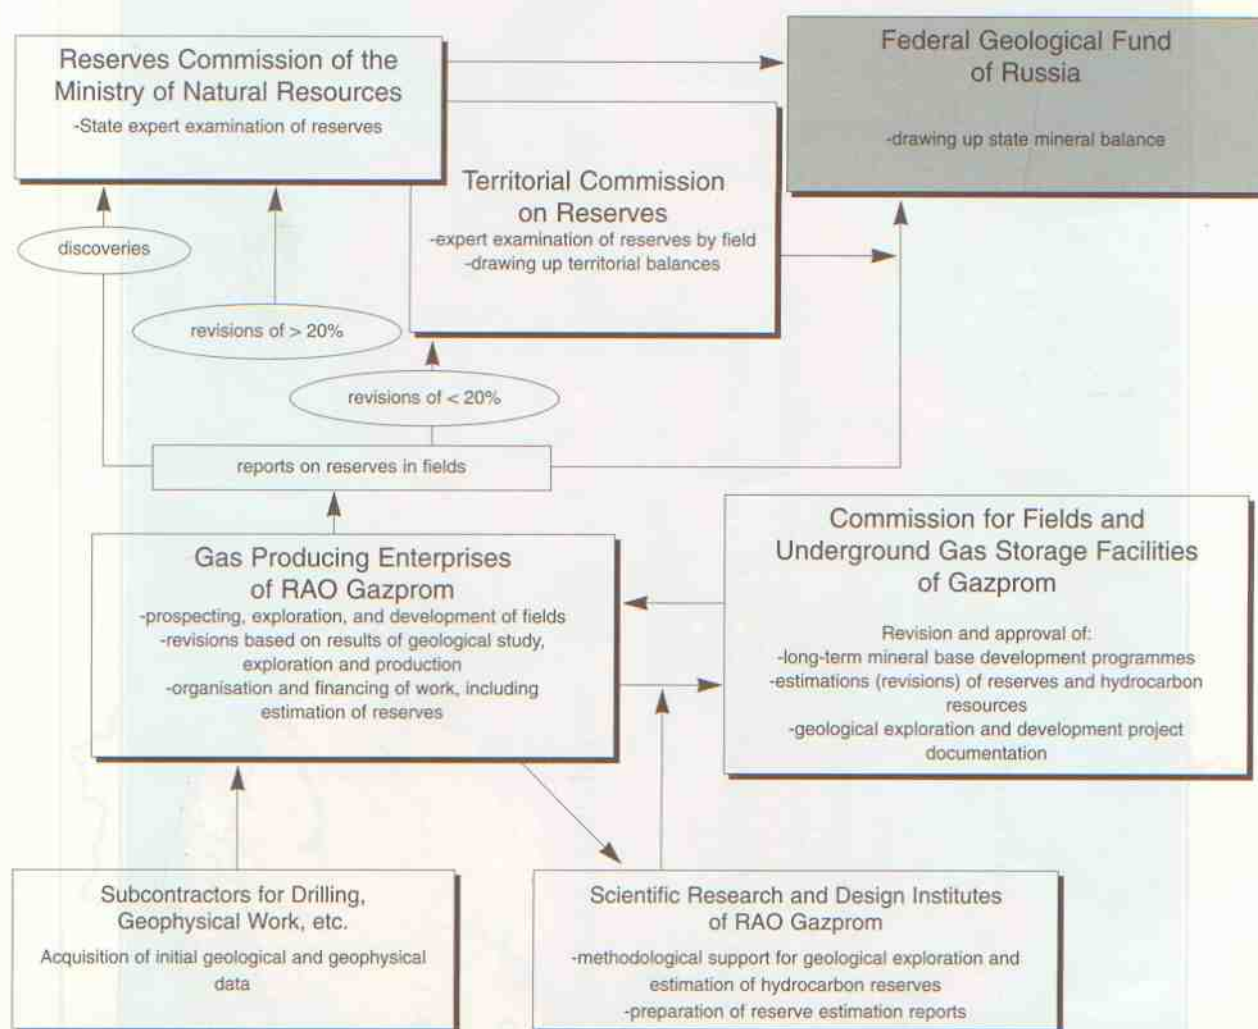 Reserves Commission of the
Ministry of Natural Resources
-State expert examination of reserves
Federal Geological Fund
of Russia
-drawing up state mineral balance
Territorial Commission
on Reserves
-expert examination of reserves by field
-drawing up territorial balances
discoveries
revisions of > 20%
revisions of < 20%
reports on reserves in fields
Gas Producing Enterprises
of RAO Gazprom
-prospecting, exploration, and development of fields
-revisions based on results of geological study,
exploration and production
-organisation and financing of work, including
estimation of reserves
Commission for Fields and
Underground Gas Storage Facilities
of Gazprom
Revision and approval of:
-long-term mineral base development programmes
-estimations (revisions) of reserves and hydrocarbon
resources
-geological exploration and development project
documentation
Subcontractors for Drilling,
Geophysical Work, etc.
Acquisition of initial geological and geophysical
data
Scientific Research and Design Institutes
of RAO Gazprom
-methodological support for geological exploration and
estimation of hydrocarbon reserves
-preparation of reserve estimation reports